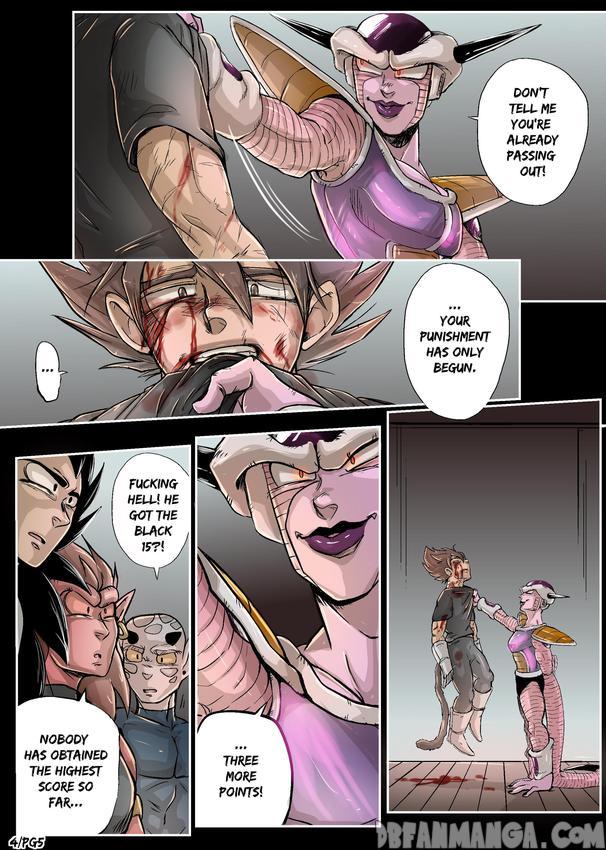 DON'T
TELL ME
YOU'RE
ALREADY
PASSING
OUT!
...
YOUR
PUNISHMENT
HAS ONLY
BEGUN.
...
FUCKING
HELL! HE
GOT THE
BLACK
15?!
NOBODY
HAS OBTAINED
THE HIGHEST
SCORE SO
FAR...
...
THREE
MORE
POINTS!
4/PG5
DBFANMANGA.COM